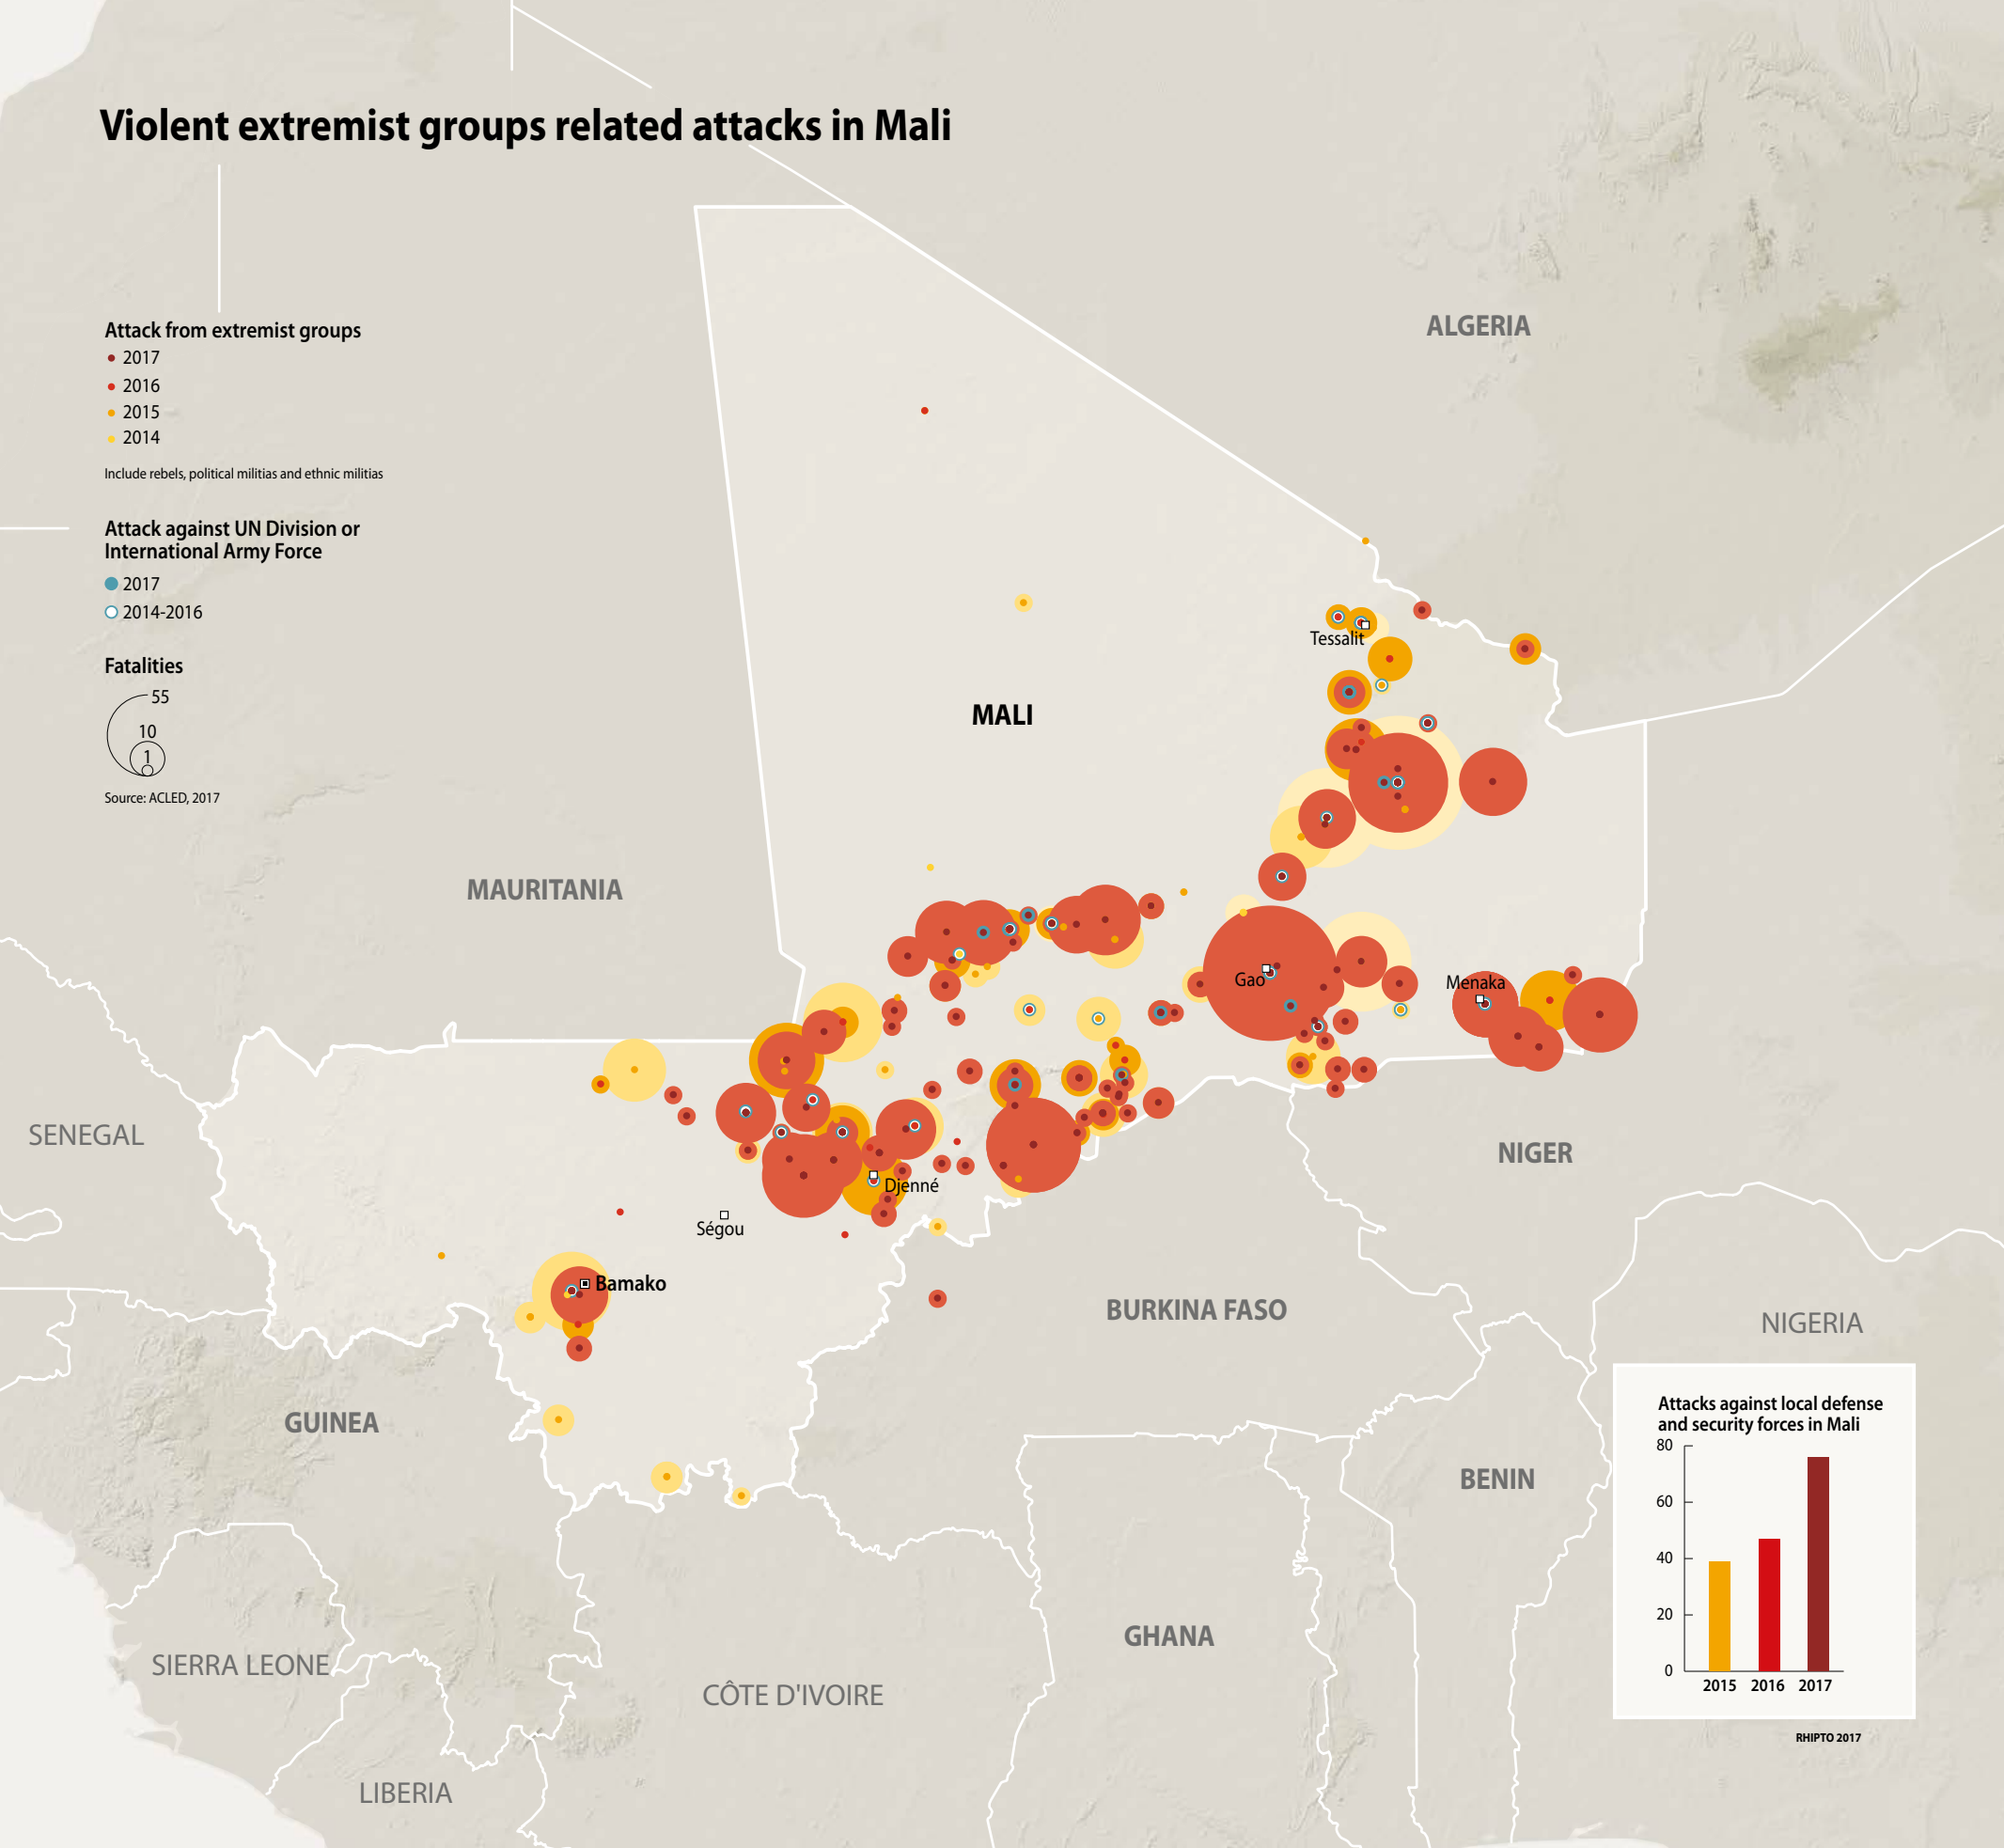 Violent extremist groups related attacks in Mali
Attack from extremist groups
2017
2016
2015
2014
Include rebels, political militias and ethnic militias
Attack against UN Division or
International Army Force
2017
2014-2016
Fatalities
55
10
1
Source: ACLED, 2017
ALGERIA
Tessalit
MALI
MAURITANIA
Gao
Menaka
SENEGAL
NIGER
Djenné
Ségou
Bamako
BURKINA FASO
NIGERIA
GUINEA
BENIN
GHANA
SIERRA LEONE
CÔTE D'IVOIRE
LIBERIA
Attacks against local defense
and security forces in Mali
80
60
40
20
0
2015 2016 2017
RHIPTO 2017